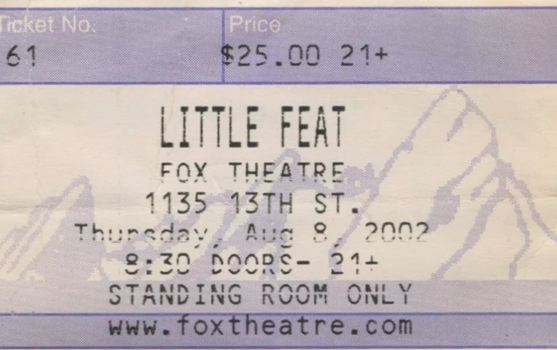 Ticket No. Price
61 $25.00 21+
LITTLE FEAT
FOX THEATRE
1135 13TH ST.
Thursday, Aug 8, 2002
8:30 DOORS- 21+
STANDING ROOM ONLY
www.foxtheatre.com